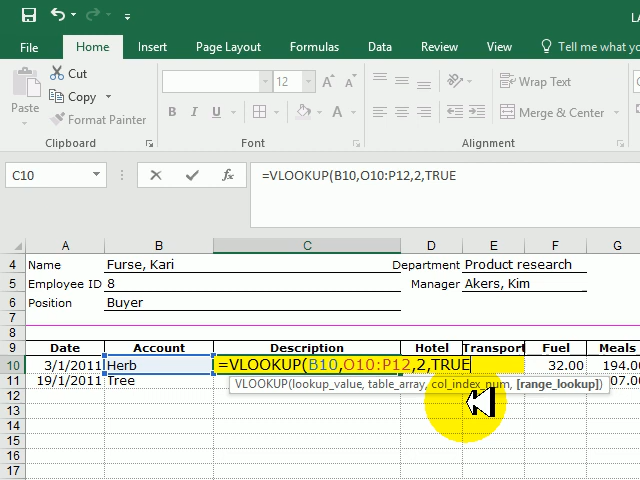 LA
File Home Insert Page Layout Formulas Data Review View Tell me what y
Paste Cut Copy Format Painter 12 A A B I U A Wrap Text Merge & Center
Clipboard Font Alignment
C10 fx =VLOOKUP(B10,O10:P12,2,TRUE
A B C D E F G
4 Name Furse, Kari Department Product research
5 Employee ID 8 Manager Akers, Kim
6 Position Buyer
7
8
9 Date Account Description Hotel Transport Fuel Meals
10 3/1/2011 Herb =VLOOKUP(B10,O10:P12,2,TRUE 32.00 194.00
11 19/1/2011 Tree VLOOKUP(lookup_value, table_array, col_index_num, [range_lookup]) 07.00
12
13
14
15
16
17